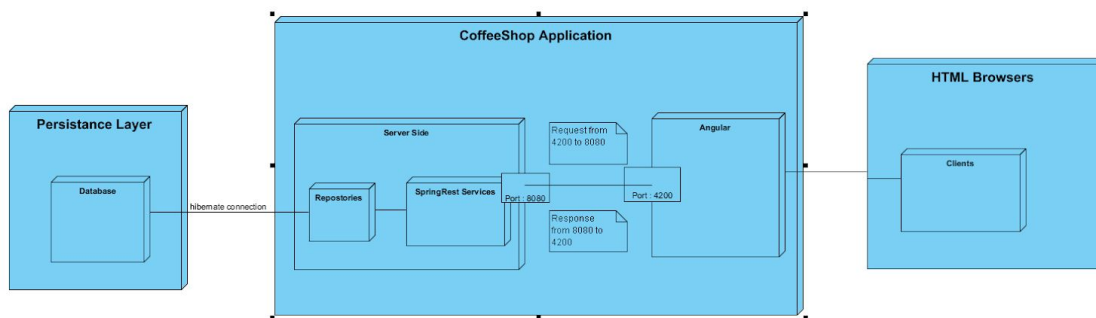 CoffeeShop Application
HTML Browsers
Persistance Layer
Server Side
Request from
4200 to 8080
Angular
Clients
Database
Repostories
SpringRest Services
Port : 8080
Port : 4200
hibernate connection
Response
from 8080 to
4200